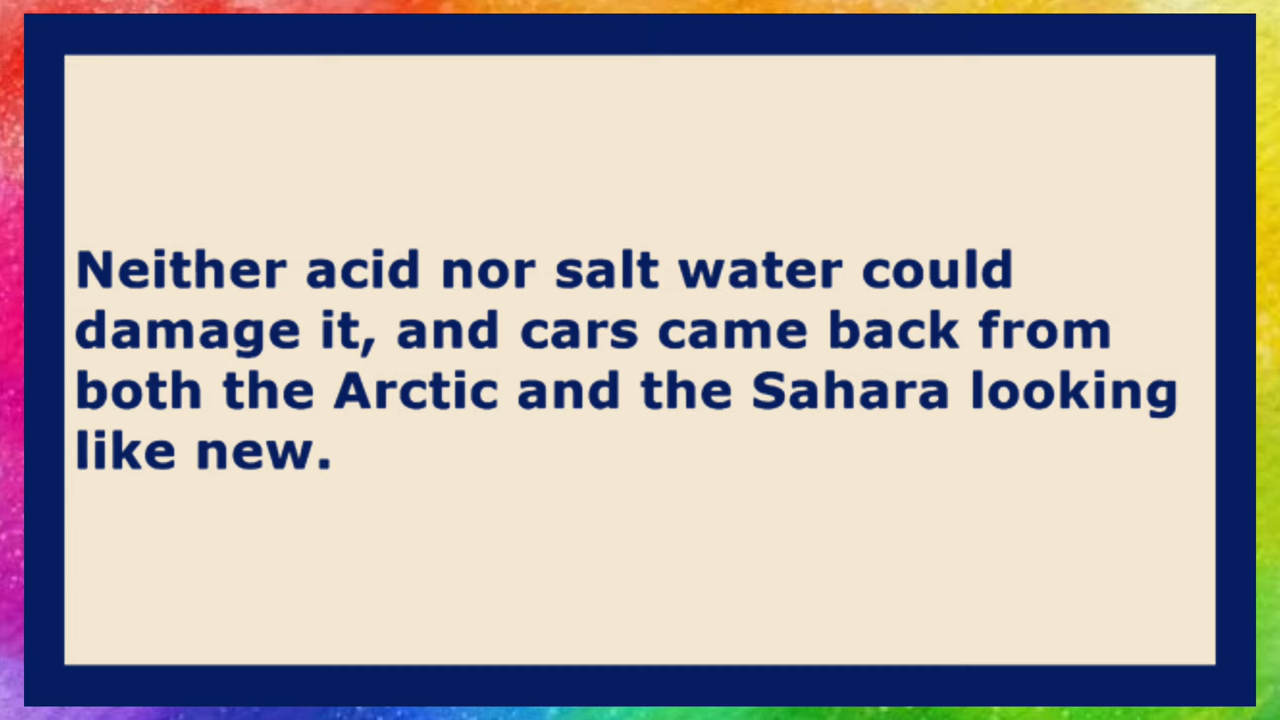 Neither acid nor salt water could
damage it, and cars came back from
both the Arctic and the Sahara looking
like new.